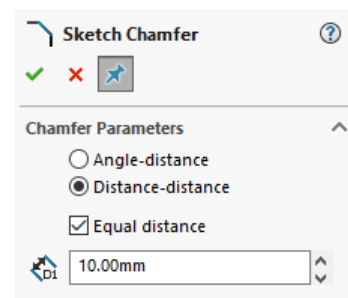 Sketch Chamfer
?
Chamfer Parameters
Angle-distance
Distance-distance
Equal distance
D1 10.00mm